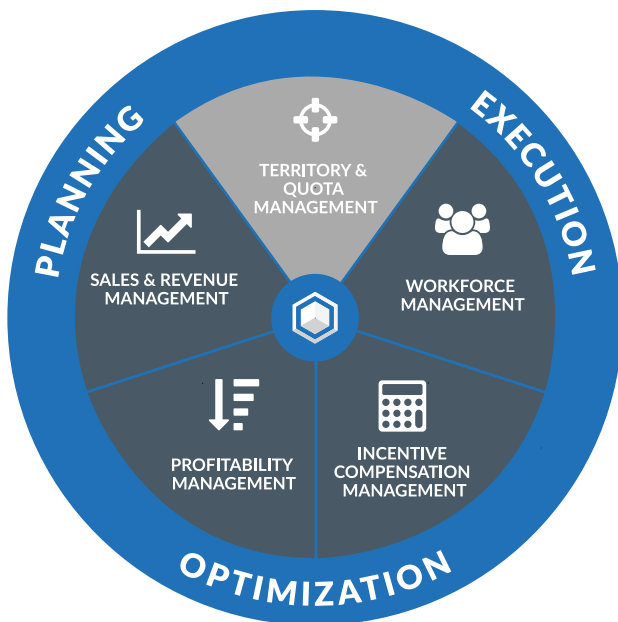 PLANNING
EXECUTION
TERRITORY &
QUOTA
MANAGEMENT
SALES & REVENUE
MANAGEMENT
WORKFORCE
MANAGEMENT
PROFITABILITY
MANAGEMENT
INCENTIVE
COMPENSATION
MANAGEMENT
OPTIMIZATION